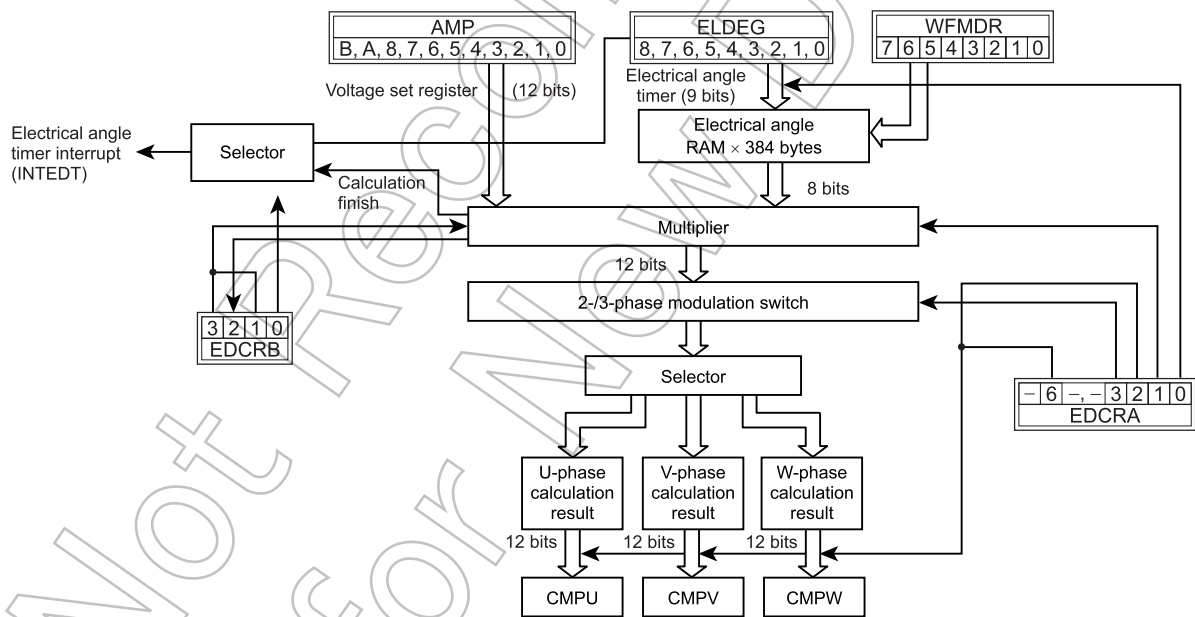 AMP
B, A, 8, 7, 6, 5, 4, 3, 2, 1, 0
ELDEG
8, 7, 6, 5, 4, 3, 2, 1, 0
WFMDR
7 6 5 4 3 2 1 0
Voltage set register (12 bits)
Electrical angle
timer (9 bits)
Electrical angle
timer interrupt
(INTEDT)
Selector
Electrical angle
RAM × 384 bytes
Calculation
finish
8 bits
Multiplier
12 bits
2-/3-phase modulation switch
3 2 1 0
EDCRB
Selector
– 6 –, – 3 2 1 0
EDCRA
U-phase
calculation
result
V-phase
calculation
result
W-phase
calculation
result
12 bits
12 bits
12 bits
CMPU
CMPV
CMPW
Not Recom
for New D